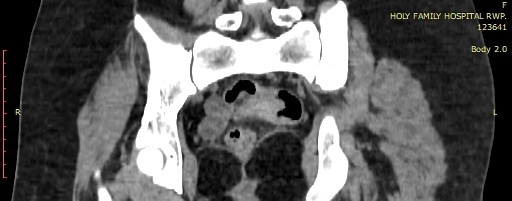 F
HOLY FAMILY HOSPITAL RWP.
123641
Body 2.0
R
L